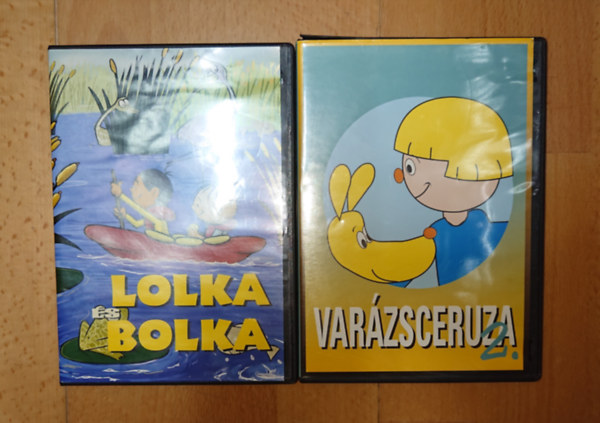 LOLKA
ÉS
BOLKA
VARÁZSCERUZA
2.